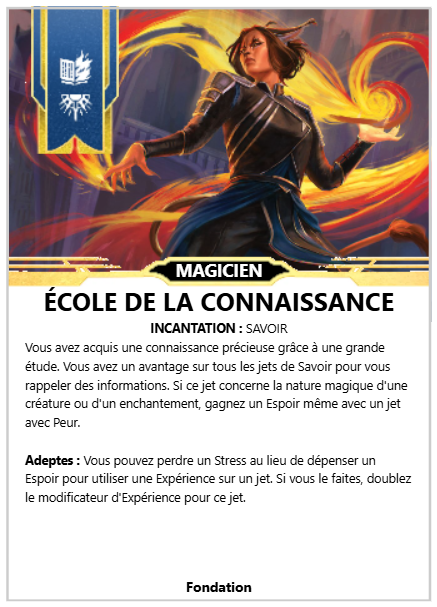 MAGICIEN
ÉCOLE DE LA CONNAISSANCE
INCANTATION : SAVOIR
Vous avez acquis une connaissance précieuse grâce à une grande
étude. Vous avez un avantage sur tous les jets de Savoir pour vous
rappeler des informations. Si ce jet concerne la nature magique d'une
créature ou d'un enchantement, gagnez un Espoir même avec un jet
avec Peur.
Adeptes : Vous pouvez perdre un Stress au lieu de dépenser un
Espoir pour utiliser une Expérience sur un jet. Si vous le faites, doublez
le modificateur d'Expérience pour ce jet.
Fondation